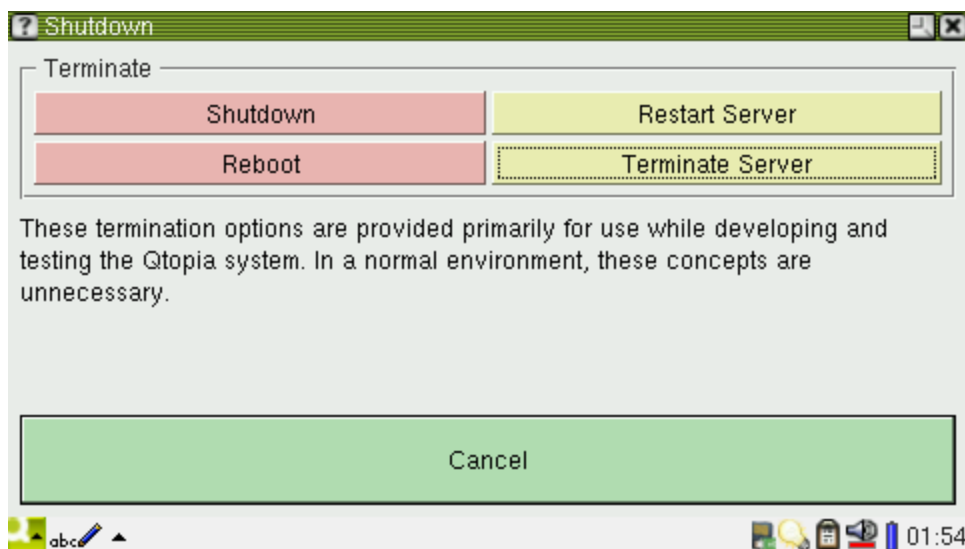 Shutdown
Terminate
Shutdown
Restart Server
Reboot
Terminate Server
These termination options are provided primarily for use while developing and
testing the Qtopia system. In a normal environment, these concepts are
unnecessary.
Cancel
abc
01:54